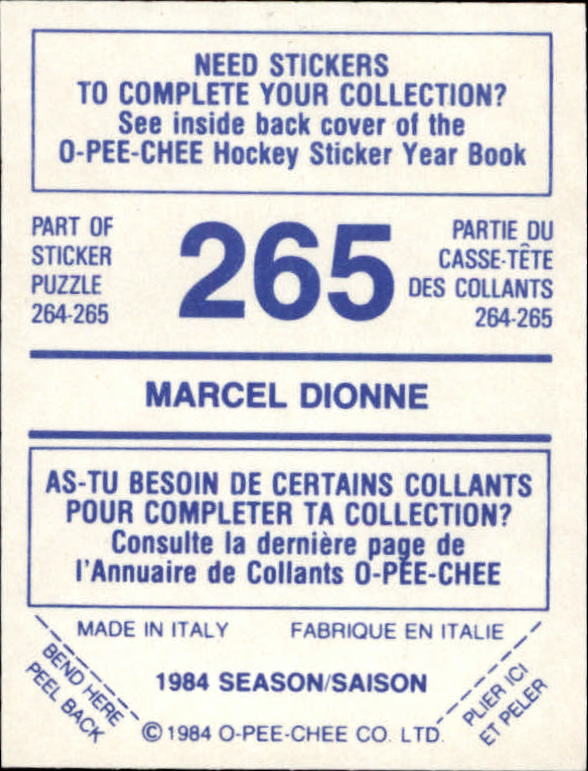 NEED STICKERS
TO COMPLETE YOUR COLLECTION?
See inside back cover of the
O-PEE-CHEE Hockey Sticker Year Book
PART OF
STICKER
PUZZLE
264-265
265
PARTIE DU
CASSE-TÊTE
DES COLLANTS
264-265
MARCEL DIONNE
AS-TU BESOIN DE CERTAINS COLLANTS
POUR COMPLETER TA COLLECTION?
Consulte la dernière page de
l'Annuaire de Collants O-PEE-CHEE
MADE IN ITALY
FABRIQUE EN ITALIE
BEND HERE
PEEL BACK
1984 SEASON/SAISON
PLIER ICI
ET PELER
© 1984 O-PEE-CHEE CO. LTD.